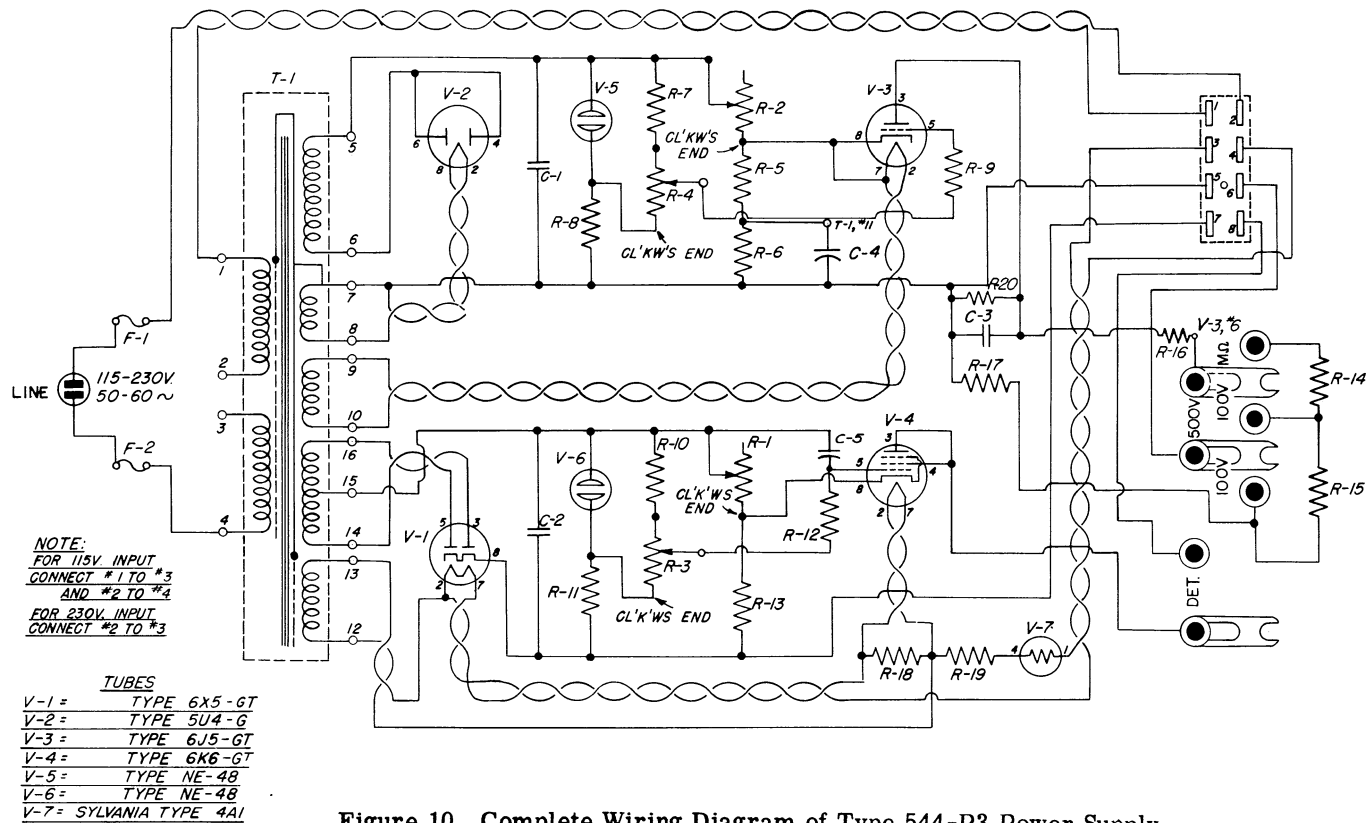 T-1
V-2
6
4
8
2
C-1
V-5
R-8
R-7
R-4
CL'KW'S END
CL'KW'S
END
R-2
R-5
R-6
T-1, #11
C-4
V-3
3
8
5
7
2
R-9
1
2
3
4
5
6
7
8
5
6
7
8
9
10
16
15
14
13
12
1
2
3
4
F-1
LINE
115-230V.
50-60 ~
F-2
R20
C-3
R-17
R-16
V-3, #6
MΩ
100V
500V
100V
R-14
R-15
DET.
V-1
5
3
8
2
7
C-2
V-6
R-11
R-10
R-3
CL'K'WS END
R-1
CL'K'WS
END
R-13
C-5
R-12
V-4
3
5
4
8
2
7
R-18
R-19
V-7
4
1
NOTE:
FOR 115V. INPUT
CONNECT #1 TO #3
AND #2 TO #4
FOR 230V. INPUT
CONNECT #2 TO #3
TUBES
V-1 = TYPE 6X5-GT
V-2 = TYPE 5U4-G
V-3 = TYPE 6J5-GT
V-4 = TYPE 6K6-GT
V-5 = TYPE NE-48
V-6 = TYPE NE-48
V-7 = SYLVANIA TYPE 4A1
Figure 10. Complete Wiring Diagram of Type 544-P3 Power Supply